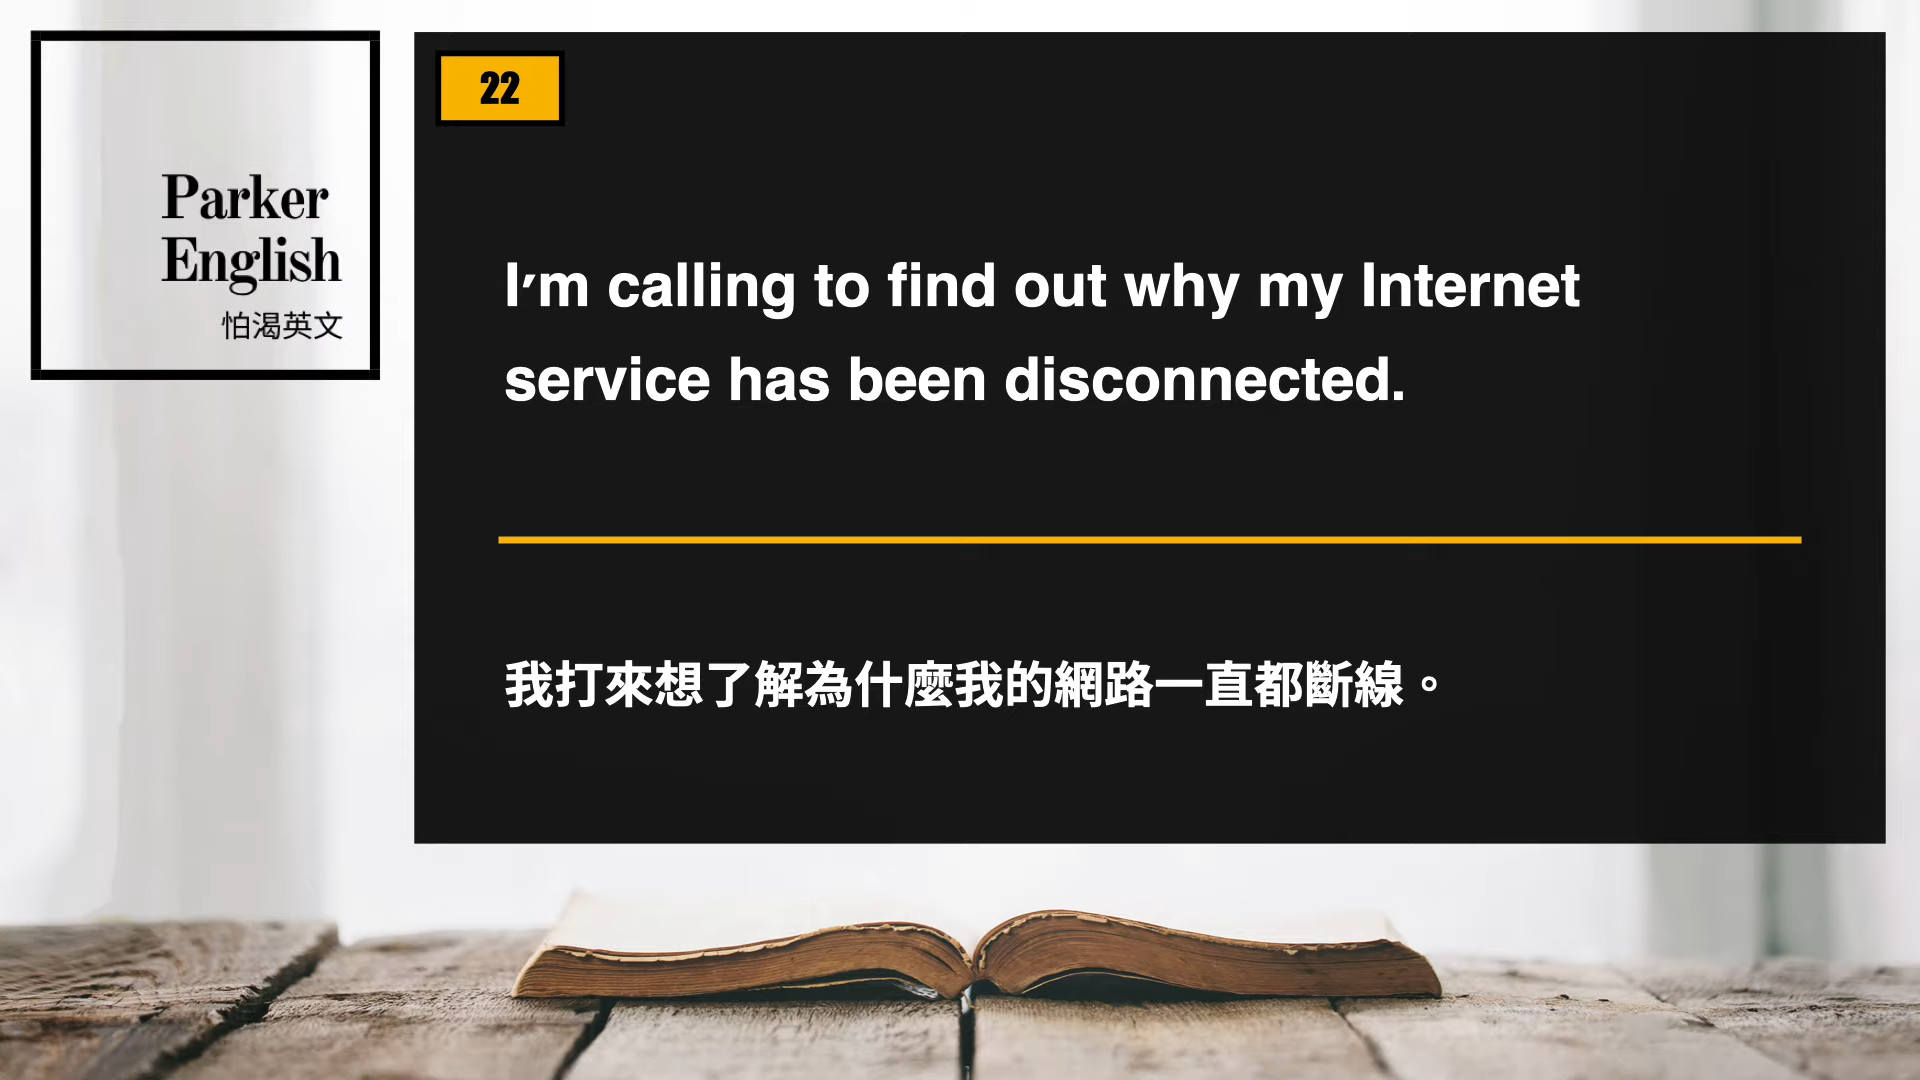 Parker
English
怕渴英文
22
I'm calling to find out why my Internet
service has been disconnected.
我打來想了解為什麼我的網路一直都斷線。